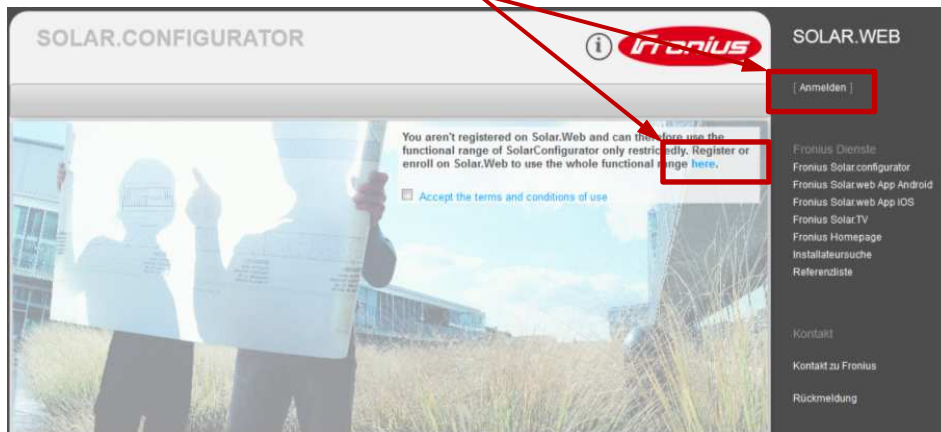 SOLAR.CONFIGURATOR
i
Fronius
SOLAR.WEB
[ Anmelden ]
You aren't registered on Solar.Web and can therefore use the
functional range of SolarConfigurator only restrictedly. Register or
enroll on Solar.Web to use the whole functional range here.
Accept the terms and conditions of use
Fronius Dienste
Fronius Solar.configurator
Fronius Solar.web App Android
Fronius Solar.web App iOS
Fronius Solar.TV
Fronius Homepage
Installateursuche
Referenzliste
Kontakt
Kontakt zu Fronius
Rückmeldung